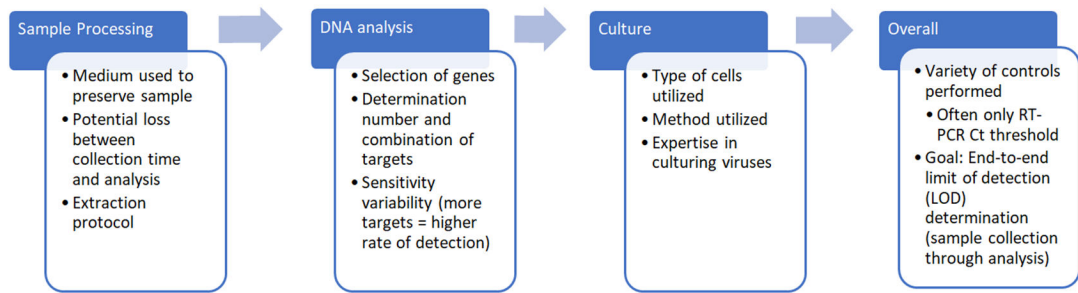 Sample Processing
• Medium used to
preserve sample
• Potential loss
between
collection time
and analysis
• Extraction
protocol
DNA analysis
• Selection of genes
• Determination
number and
combination of
targets
• Sensitivity
variability (more
targets = higher
rate of detection)
Culture
• Type of cells
utilized
• Method utilized
• Expertise in
culturing viruses
Overall
• Variety of controls
performed
• Often only RT-
PCR Ct threshold
• Goal: End-to-end
limit of detection
(LOD)
determination
(sample collection
through analysis)